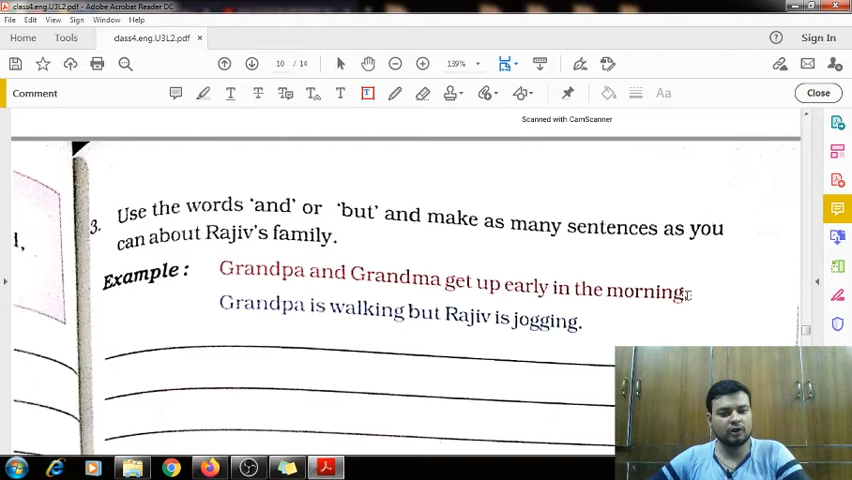 class4.eng.U3L2.pdf - Adobe Acrobat Reader DC
File Edit View Sign Window Help
Home Tools class4.eng.U3L2.pdf × Sign In
10 / 14 139%
Comment Aa Close
Scanned with CamScanner
3. Use the words 'and' or 'but' and make as many sentences as you
can about Rajiv's family.
Example : Grandpa and Grandma get up early in the morning.
Grandpa is walking but Rajiv is jogging.